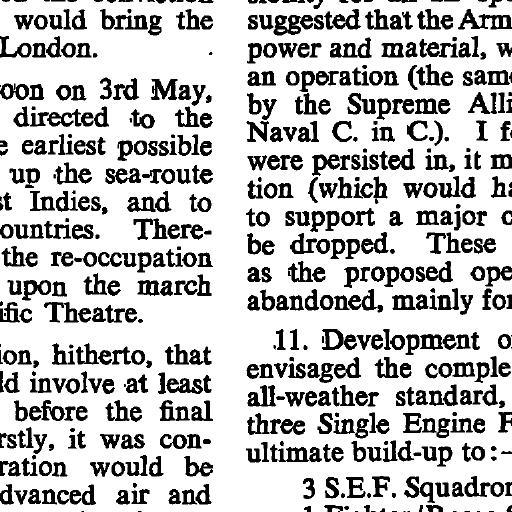 would bring the
London.
oon on 3rd May,
directed to the
earliest possible
up the sea-route
st Indies, and to
ountries. There-
the re-occupation
upon the march
ific Theatre.
ion, hitherto, that
ld involve at least
before the final
rstly, it was con-
ration would be
dvanced air and
suggested that the Arm
power and material, w
an operation (the sam
by the Supreme Alli
Naval C. in C.). I f
were persisted in, it m
tion (which would ha
to support a major o
be dropped. These
as the proposed ope
abandoned, mainly for
11. Development o
envisaged the comple
all-weather standard,
three Single Engine F
ultimate build-up to:—
3 S.E.F. Squadron